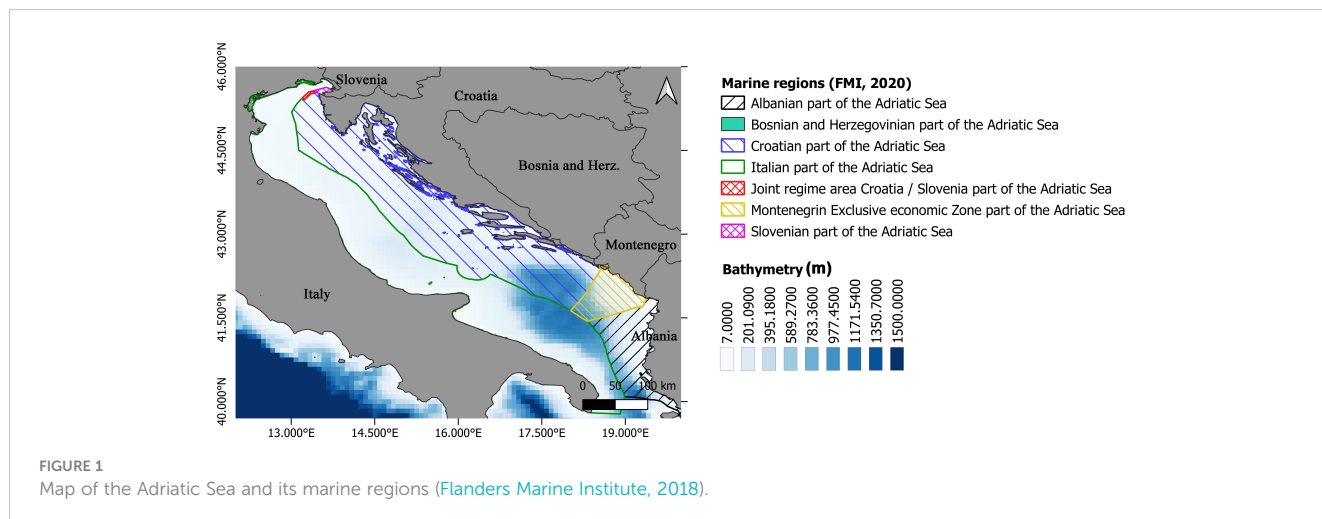 46.000°N
44.500°N
43.000°N
41.500°N
40.000°N
Slovenia
Croatia
Bosnia and Herz.
Montenegro
Italy
Albania
0 50 100 km
13.000°E 14.500°E 16.000°E 17.500°E 19.000°E
Marine regions (FMI, 2020)
Albanian part of the Adriatic Sea
Bosnian and Herzegovinian part of the Adriatic Sea
Croatian part of the Adriatic Sea
Italian part of the Adriatic Sea
Joint regime area Croatia / Slovenia part of the Adriatic Sea
Montenegrin Exclusive economic Zone part of the Adriatic Sea
Slovenian part of the Adriatic Sea
Bathymetry (m)
7.0000
201.0900
395.1800
589.2700
783.3600
977.4500
1171.5400
1350.7000
1500.0000
FIGURE 1
Map of the Adriatic Sea and its marine regions (Flanders Marine Institute, 2018).